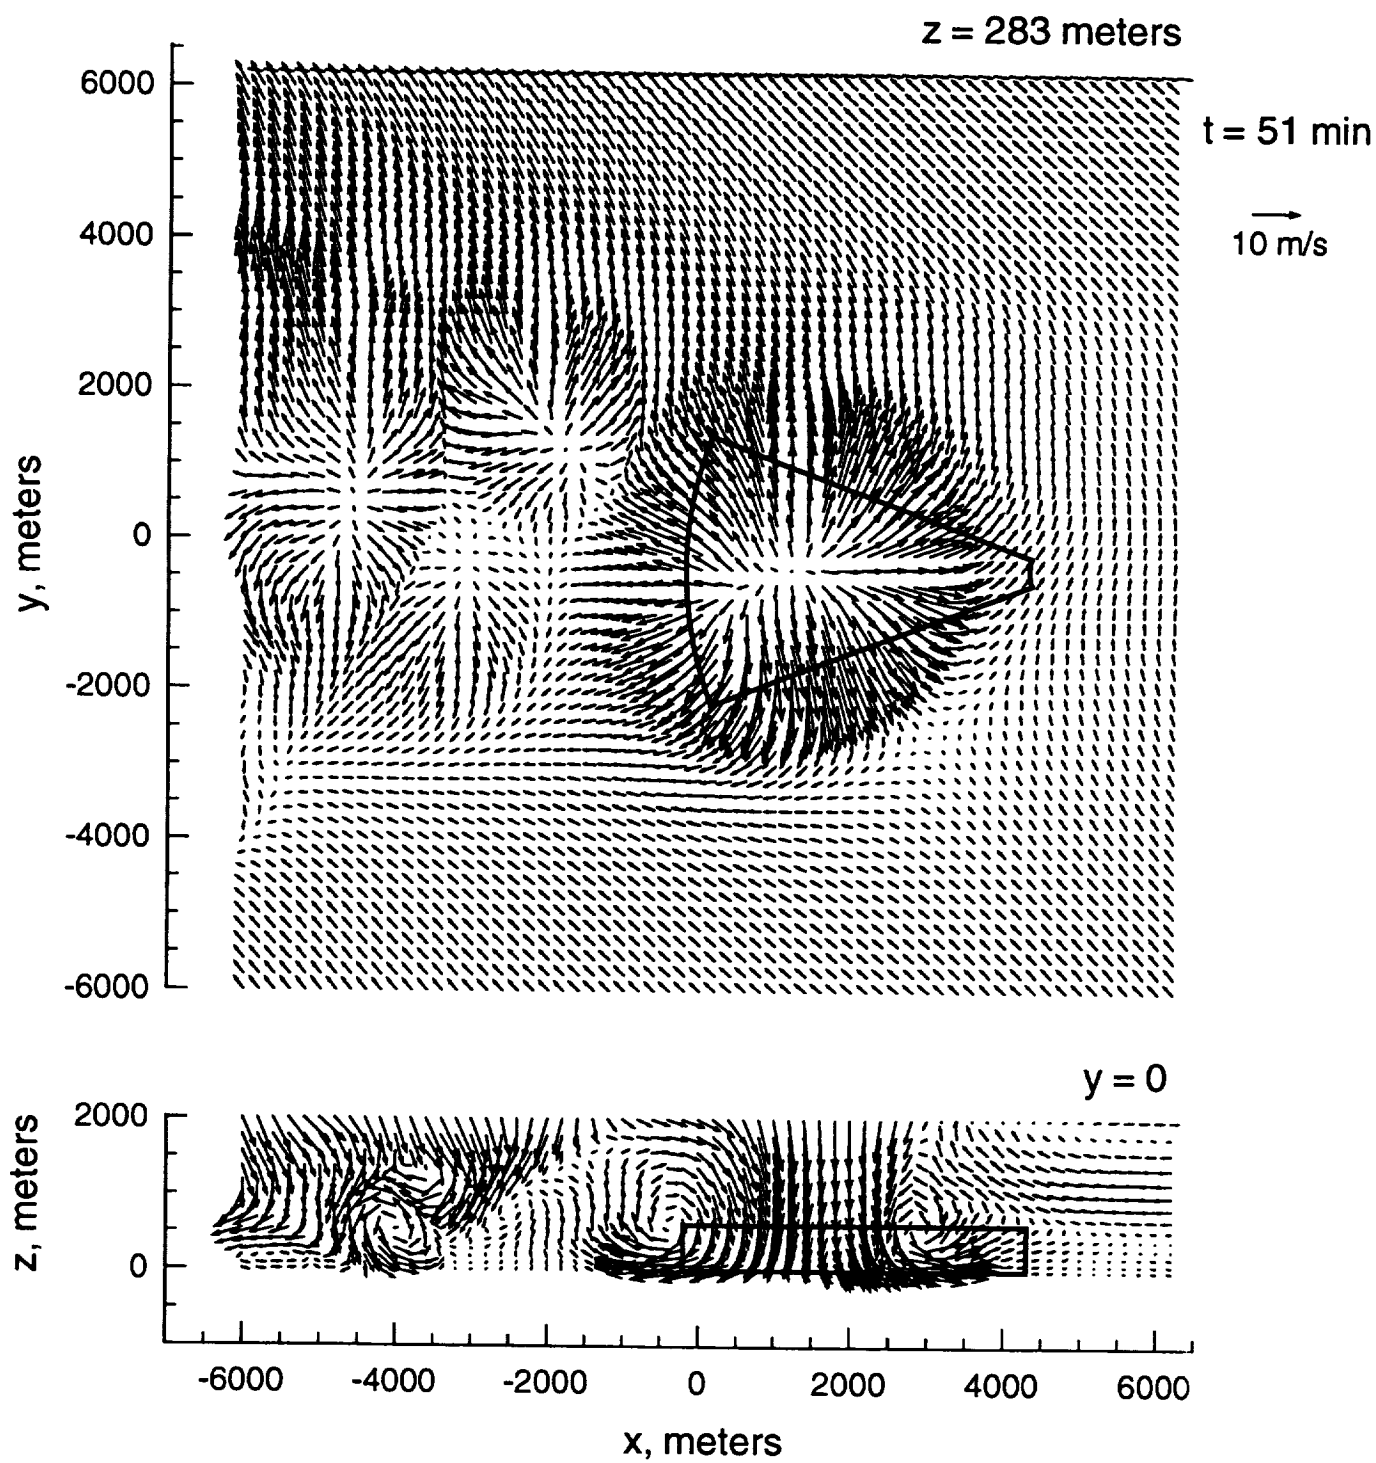 z = 283 meters
6000
t = 51 min
4000
10 m/s
2000
y, meters
0
-2000
-4000
-6000
y = 0
2000
z, meters
0
-6000 -4000 -2000 0 2000 4000 6000
x, meters